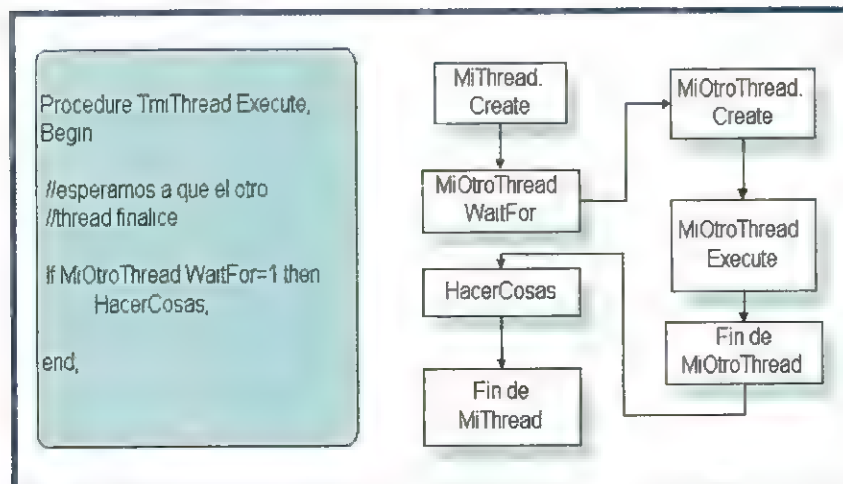 Procedure TmiThread Execute,
Begin
//esperamos a que el otro
//thread finalice
If MiOtroThread WaitFor=1 then
HacerCosas,
end,
MiThread.
Create
MiOtroThread
WaitFor
MiOtroThread.
Create
MiOtroThread
Execute
Fin de
MiOtroThread
HacerCosas
Fin de
MiThread